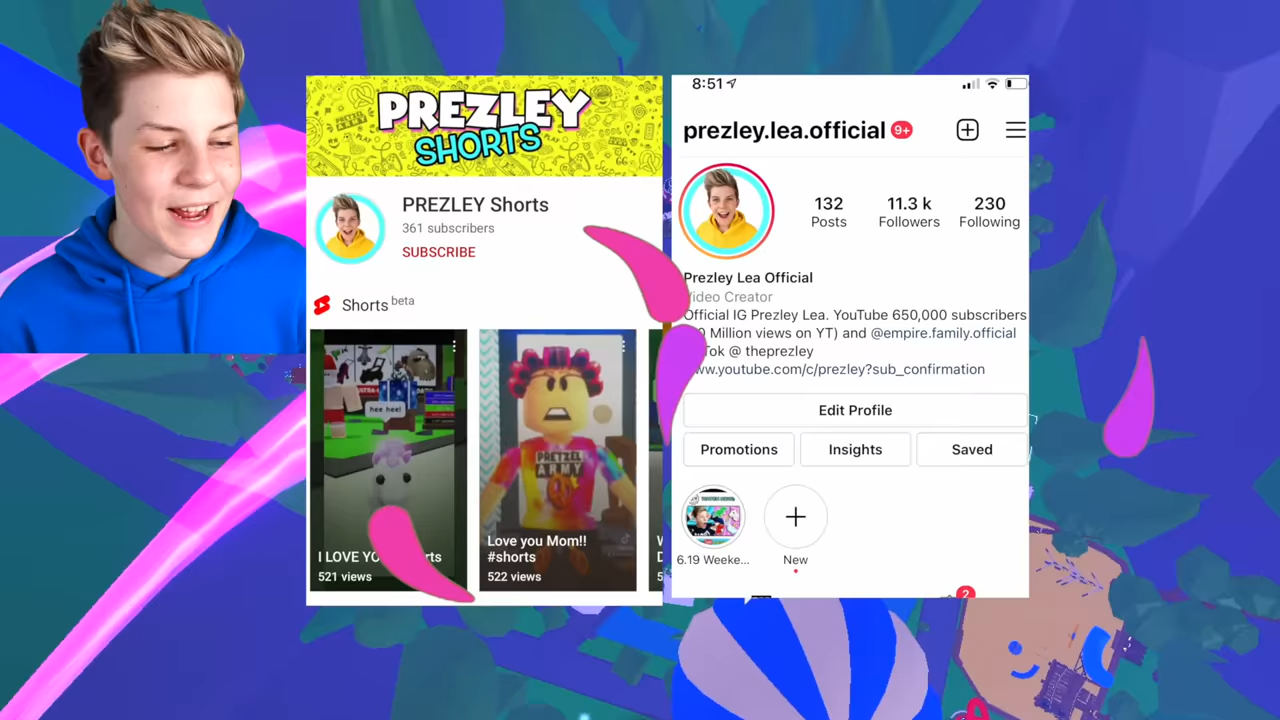 PREZLEY
SHORTS
PREZLEY Shorts
361 subscribers
SUBSCRIBE
Shorts beta
hee hee!
I LOVE
521 views
PRETZEL
ARMY
Love you Mom!!
#shorts
522 views
8:51
prezley.lea.official 9+
132 11.3 k 230
Posts Followers Following
Prezley Lea Official
ideo Creator
Official IG Prezley Lea. YouTube 650,000 subscribers
Million views on YT) and @empire.family.official
Tok @ theprezley
ww.youtube.com/c/prezley?sub_confirmation
Edit Profile
Promotions Insights Saved
6.19 Weeke... New
2